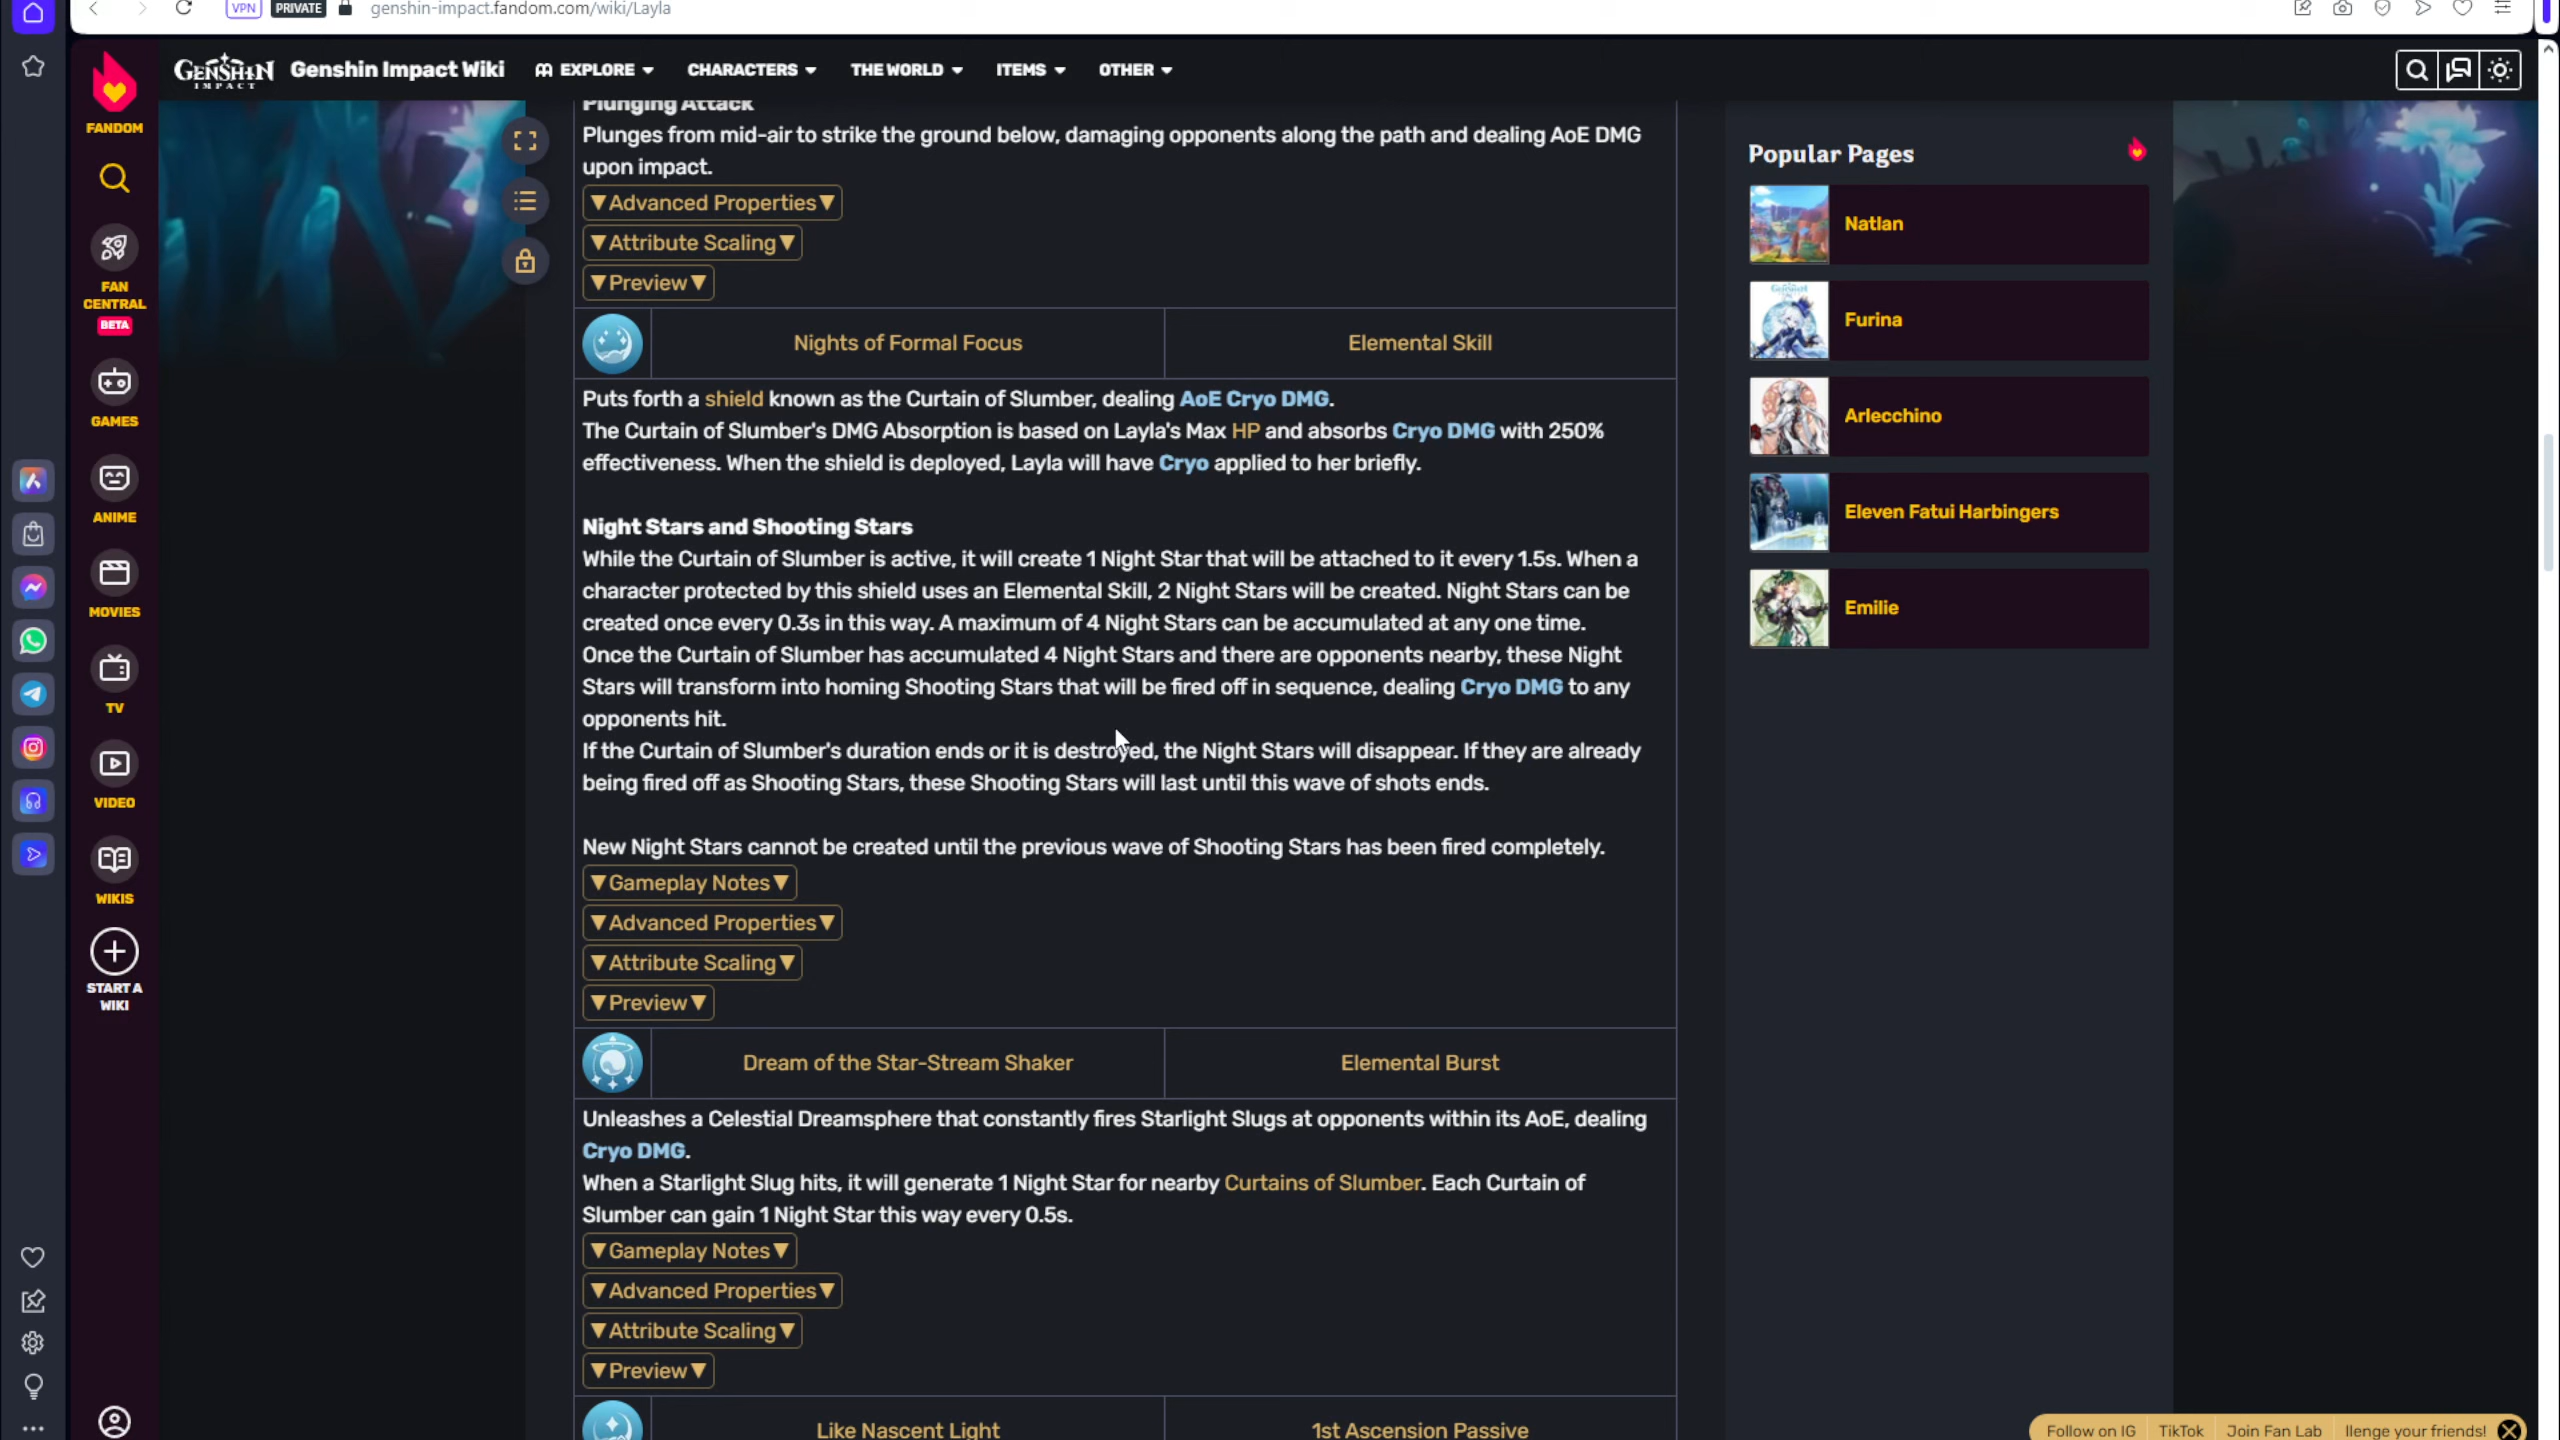 VPN PRIVATE genshin-impact.fandom.com/wiki/Layla
GENSHIN IMPACT Genshin Impact Wiki EXPLORE CHARACTERS THE WORLD ITEMS OTHER
FANDOM
FAN CENTRAL
BETA
GAMES
ANIME
MOVIES
TV
VIDEO
WIKIS
START A WIKI
Plunging Attack
Plunges from mid-air to strike the ground below, damaging opponents along the path and dealing AoE DMG
upon impact.
▼Advanced Properties▼
▼Attribute Scaling▼
▼Preview▼
Nights of Formal Focus Elemental Skill
Puts forth a shield known as the Curtain of Slumber, dealing AoE Cryo DMG.
The Curtain of Slumber's DMG Absorption is based on Layla's Max HP and absorbs Cryo DMG with 250%
effectiveness. When the shield is deployed, Layla will have Cryo applied to her briefly.
Night Stars and Shooting Stars
While the Curtain of Slumber is active, it will create 1 Night Star that will be attached to it every 1.5s. When a
character protected by this shield uses an Elemental Skill, 2 Night Stars will be created. Night Stars can be
created once every 0.3s in this way. A maximum of 4 Night Stars can be accumulated at any one time.
Once the Curtain of Slumber has accumulated 4 Night Stars and there are opponents nearby, these Night
Stars will transform into homing Shooting Stars that will be fired off in sequence, dealing Cryo DMG to any
opponents hit.
If the Curtain of Slumber's duration ends or it is destroyed, the Night Stars will disappear. If they are already
being fired off as Shooting Stars, these Shooting Stars will last until this wave of shots ends.
New Night Stars cannot be created until the previous wave of Shooting Stars has been fired completely.
▼Gameplay Notes▼
▼Advanced Properties▼
▼Attribute Scaling▼
▼Preview▼
Dream of the Star-Stream Shaker Elemental Burst
Unleashes a Celestial Dreamsphere that constantly fires Starlight Slugs at opponents within its AoE, dealing
Cryo DMG.
When a Starlight Slug hits, it will generate 1 Night Star for nearby Curtains of Slumber. Each Curtain of
Slumber can gain 1 Night Star this way every 0.5s.
▼Gameplay Notes▼
▼Advanced Properties▼
▼Attribute Scaling▼
▼Preview▼
Like Nascent Light 1st Ascension Passive
Popular Pages
Natlan
Furina
Arlecchino
Eleven Fatui Harbingers
Emilie
Follow on IG TikTok Join Fan Lab llenge your friends!